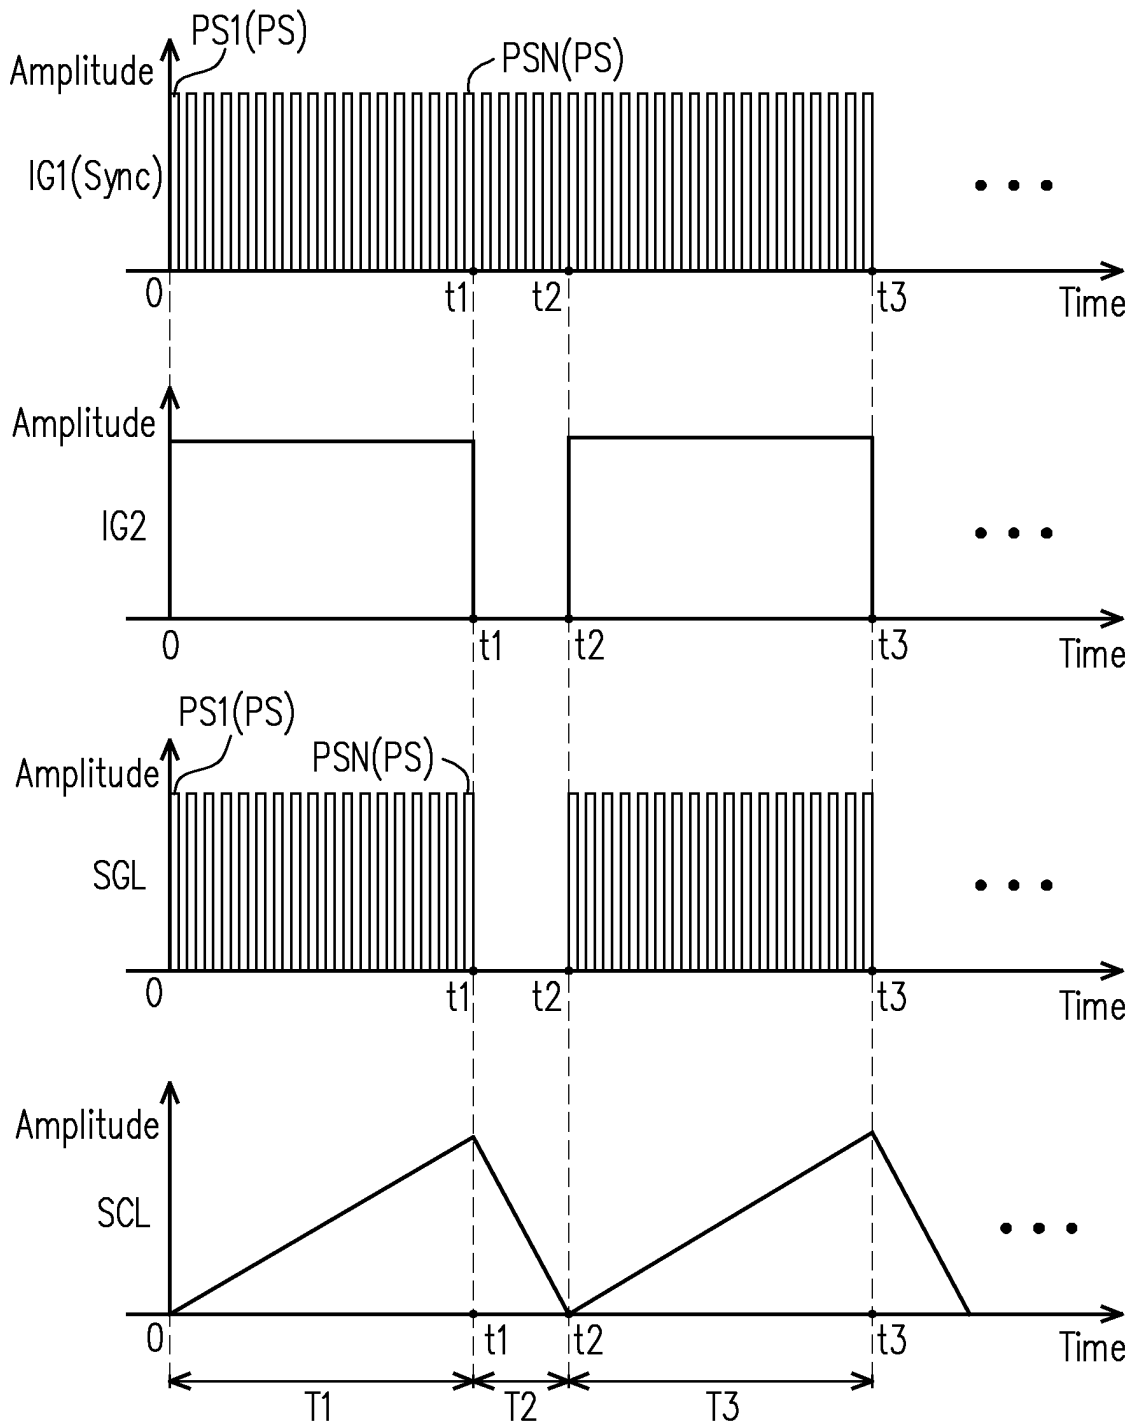 PS1(PS)
PSN(PS)
Amplitude
IG1(Sync)
0 t1 t2 t3 Time
Amplitude
IG2
0 t1 t2 t3 Time
PS1(PS)
PSN(PS)
Amplitude
SGL
0 t1 t2 t3 Time
Amplitude
SCL
0 t1 t2 t3 Time
T1 T2 T3